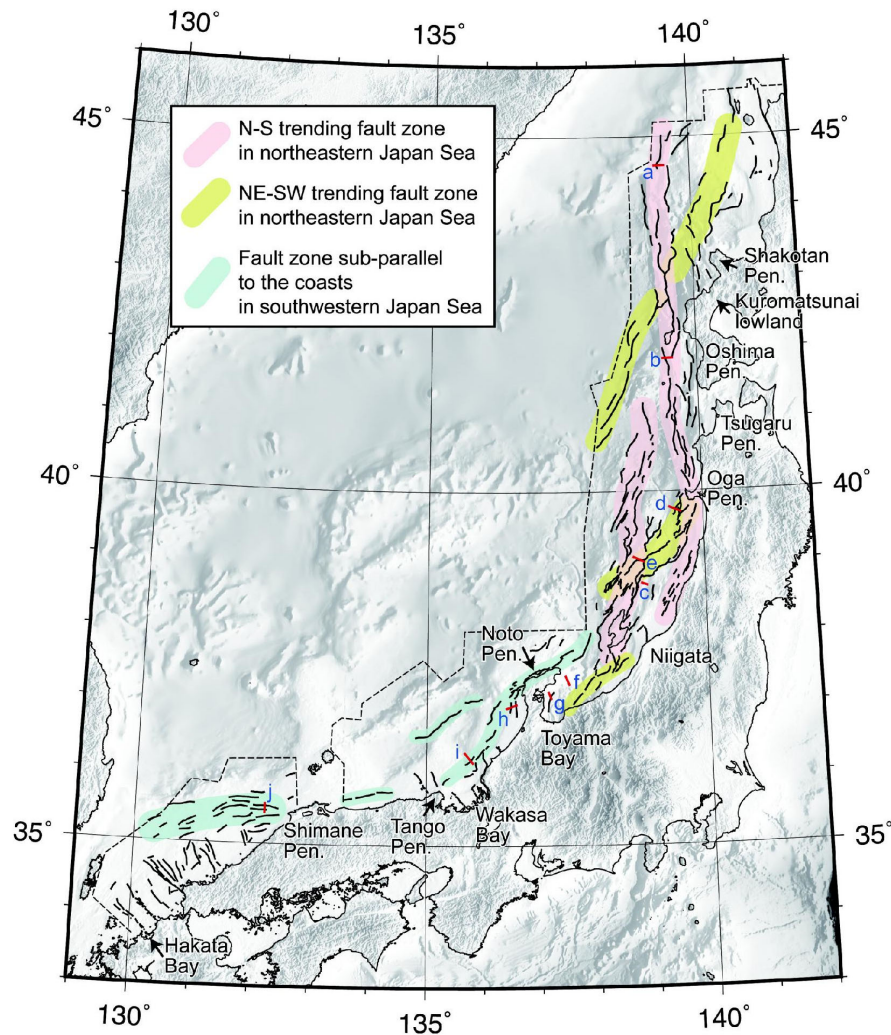 130°
135°
140°
45°
45°
N-S trending fault zone
in northeastern Japan Sea
NE-SW trending fault zone
in northeastern Japan Sea
Fault zone sub-parallel
to the coasts
in southwestern Japan Sea
a
Shakotan
Pen.
Kuromatsunai
lowland
b
Oshima
Pen.
Tsugaru
Pen.
40°
40°
Oga
Pen.
d
e
c
Noto
Pen.
Niigata
f
g
h
Toyama
Bay
i
j
Wakasa
Bay
Tango
Pen.
Shimane
Pen.
35°
35°
Hakata
Bay
130°
135°
140°